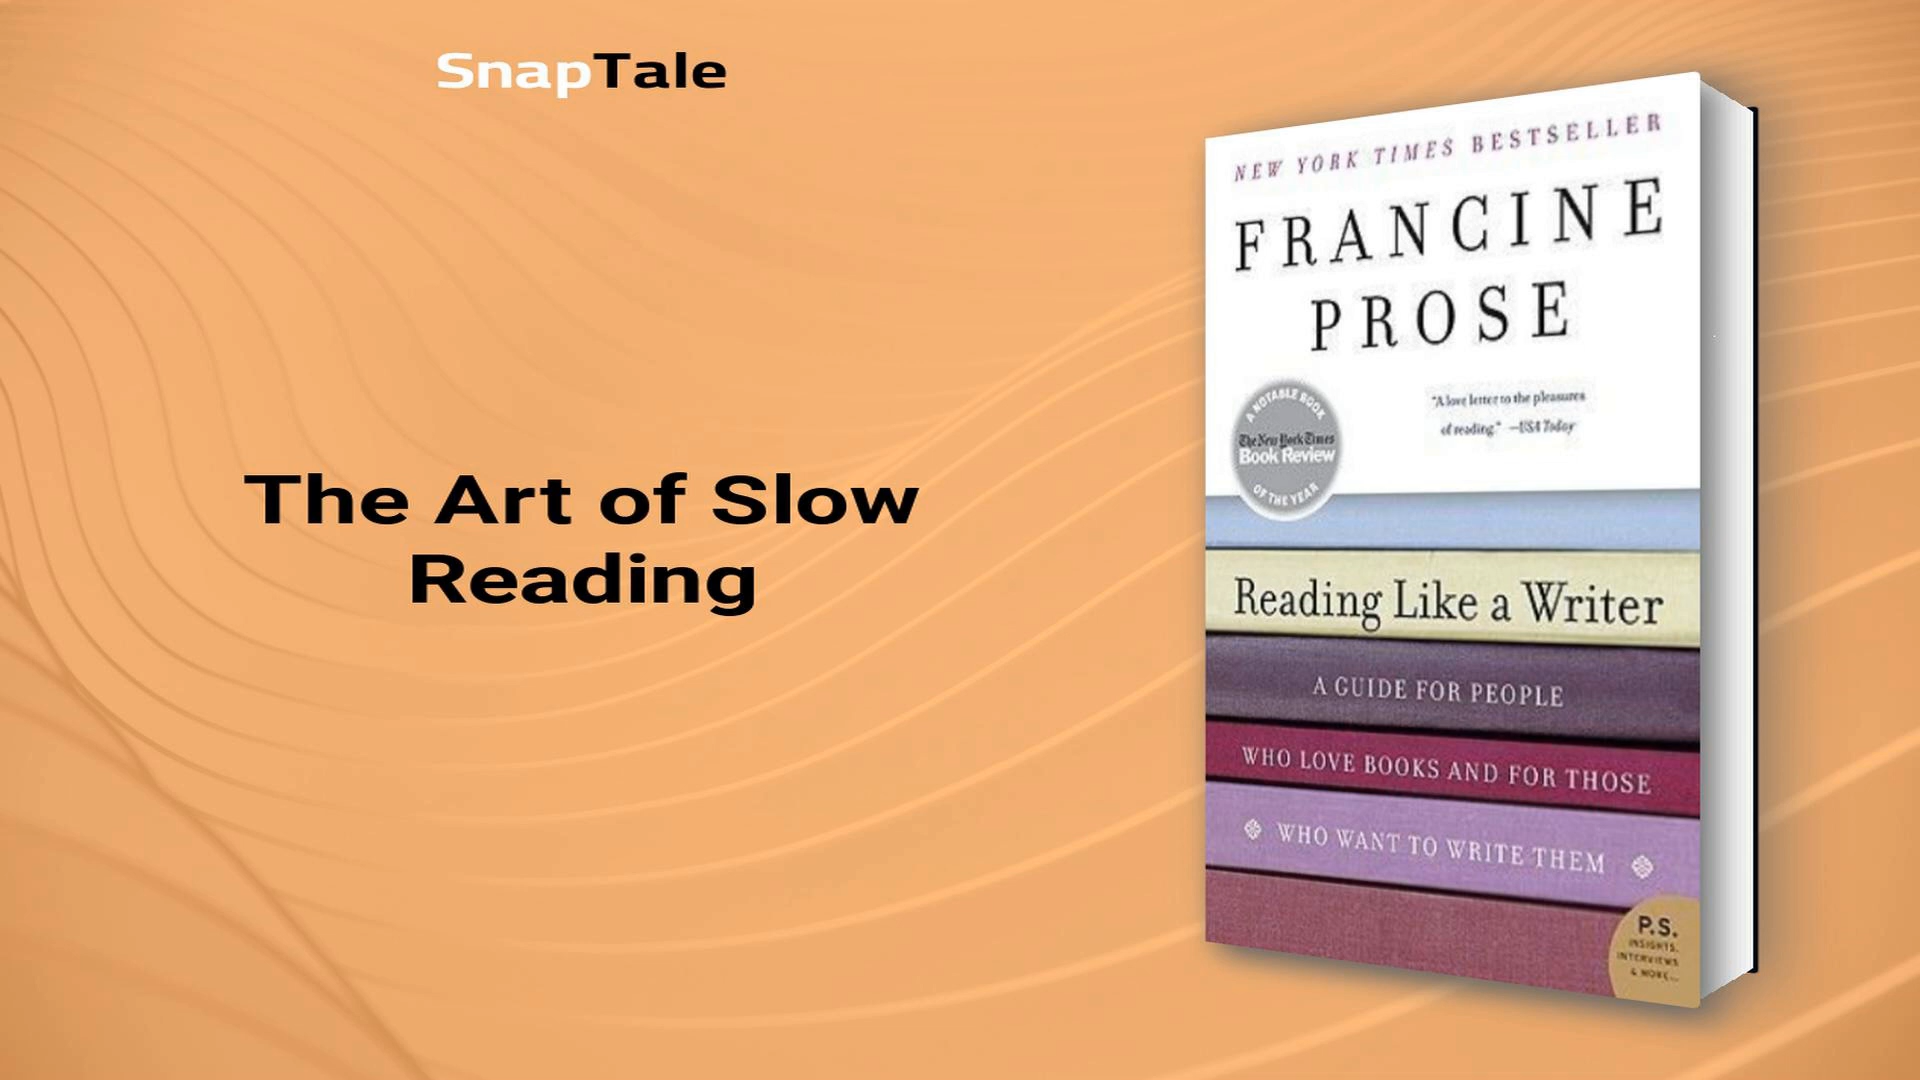 SnapTale
The Art of Slow
Reading
NEW YORK TIMES BESTSELLER
FRANCINE
PROSE
A NOTABLE BOOK
The New York Times
Book Review
OF THE YEAR
"A love letter to the pleasures
of reading." —USA Today
Reading Like a Writer
A GUIDE FOR PEOPLE
WHO LOVE BOOKS AND FOR THOSE
WHO WANT TO WRITE THEM
P.S.
INSIGHTS,
INTERVIEWS
& MORE...